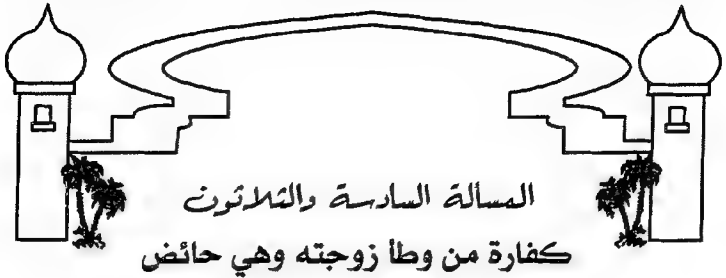 المسألة السادسة والثلاثون
كفارة من وطأ زوجته وهي حائض